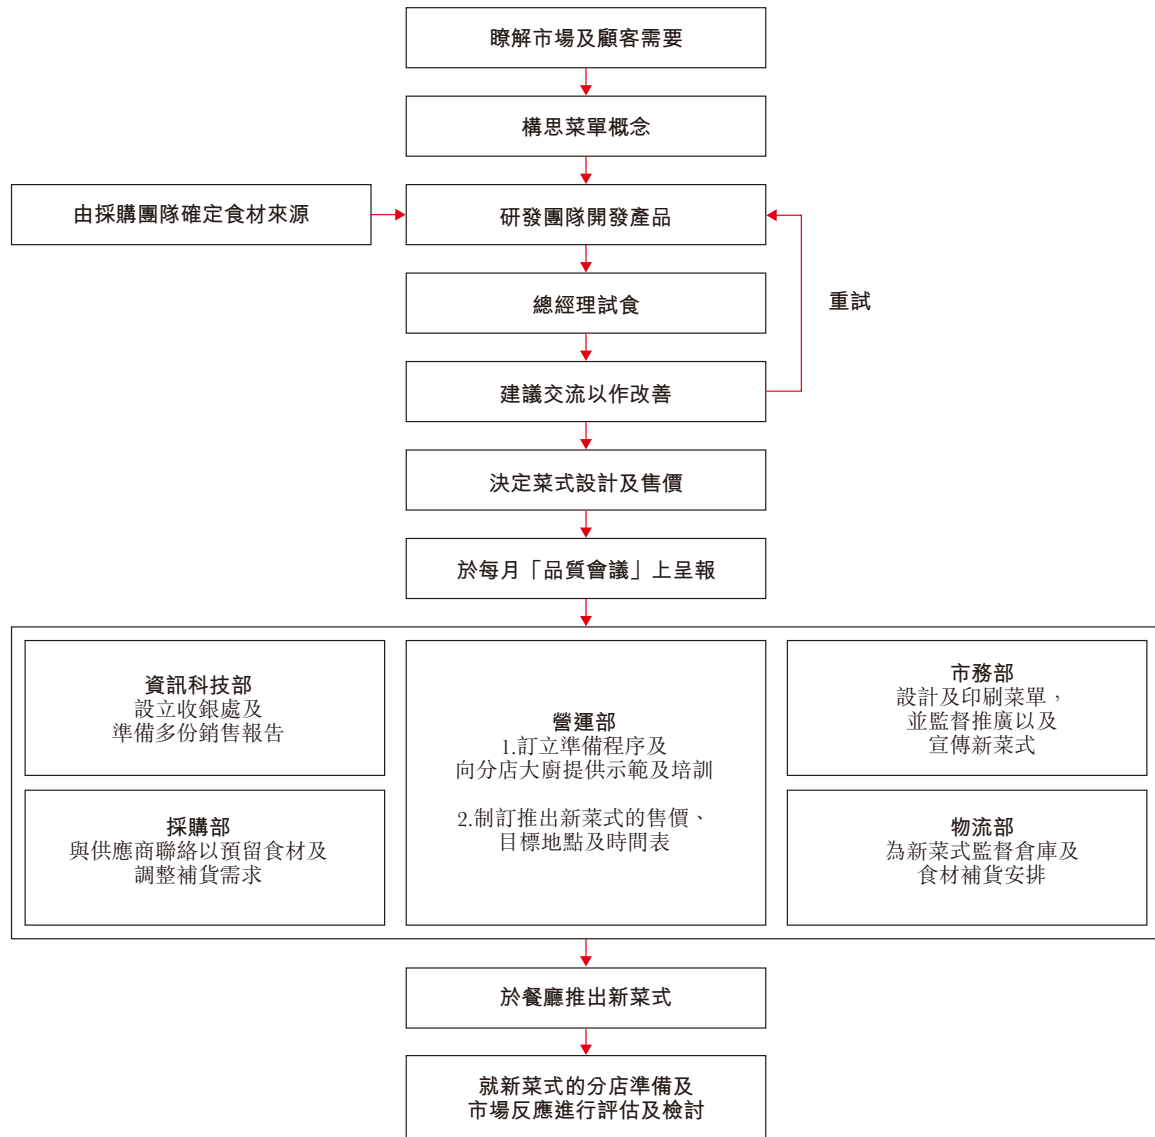 瞭解市場及顧客需要
構思菜單概念
由採購團隊確定食材來源
研發團隊開發產品
總經理試食
重試
建議交流以作改善
決定菜式設計及售價
於每月「品質會議」上呈報
資訊科技部
設立收銀處及
準備多份銷售報告
採購部
與供應商聯絡以預留食材及
調整補貨需求
營運部
1.訂立準備程序及
向分店大廚提供示範及培訓
2.制訂推出新菜式的售價、
目標地點及時間表
市務部
設計及印刷菜單，
並監督推廣以及
宣傳新菜式
物流部
為新菜式監督倉庫及
食材補貨安排
於餐廳推出新菜式
就新菜式的分店準備及
市場反應進行評估及檢討